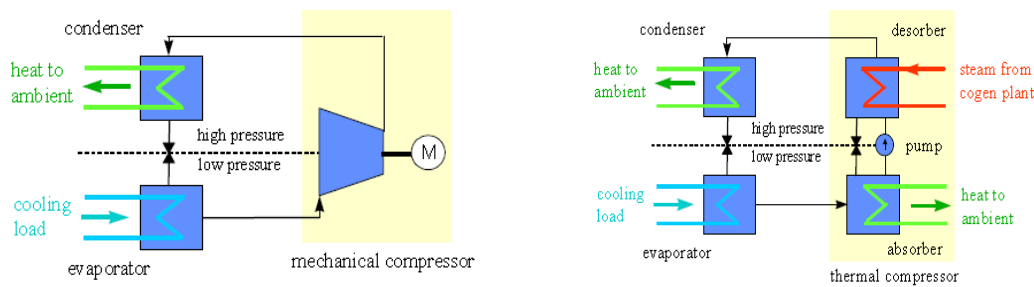 condenser
heat to
ambient
high pressure
low pressure
M
cooling
load
evaporator
mechanical compressor
condenser
desorber
heat to
ambient
steam from
cogen plant
high pressure
low pressure
pump
cooling
load
heat to
ambient
evaporator
absorber
thermal compressor